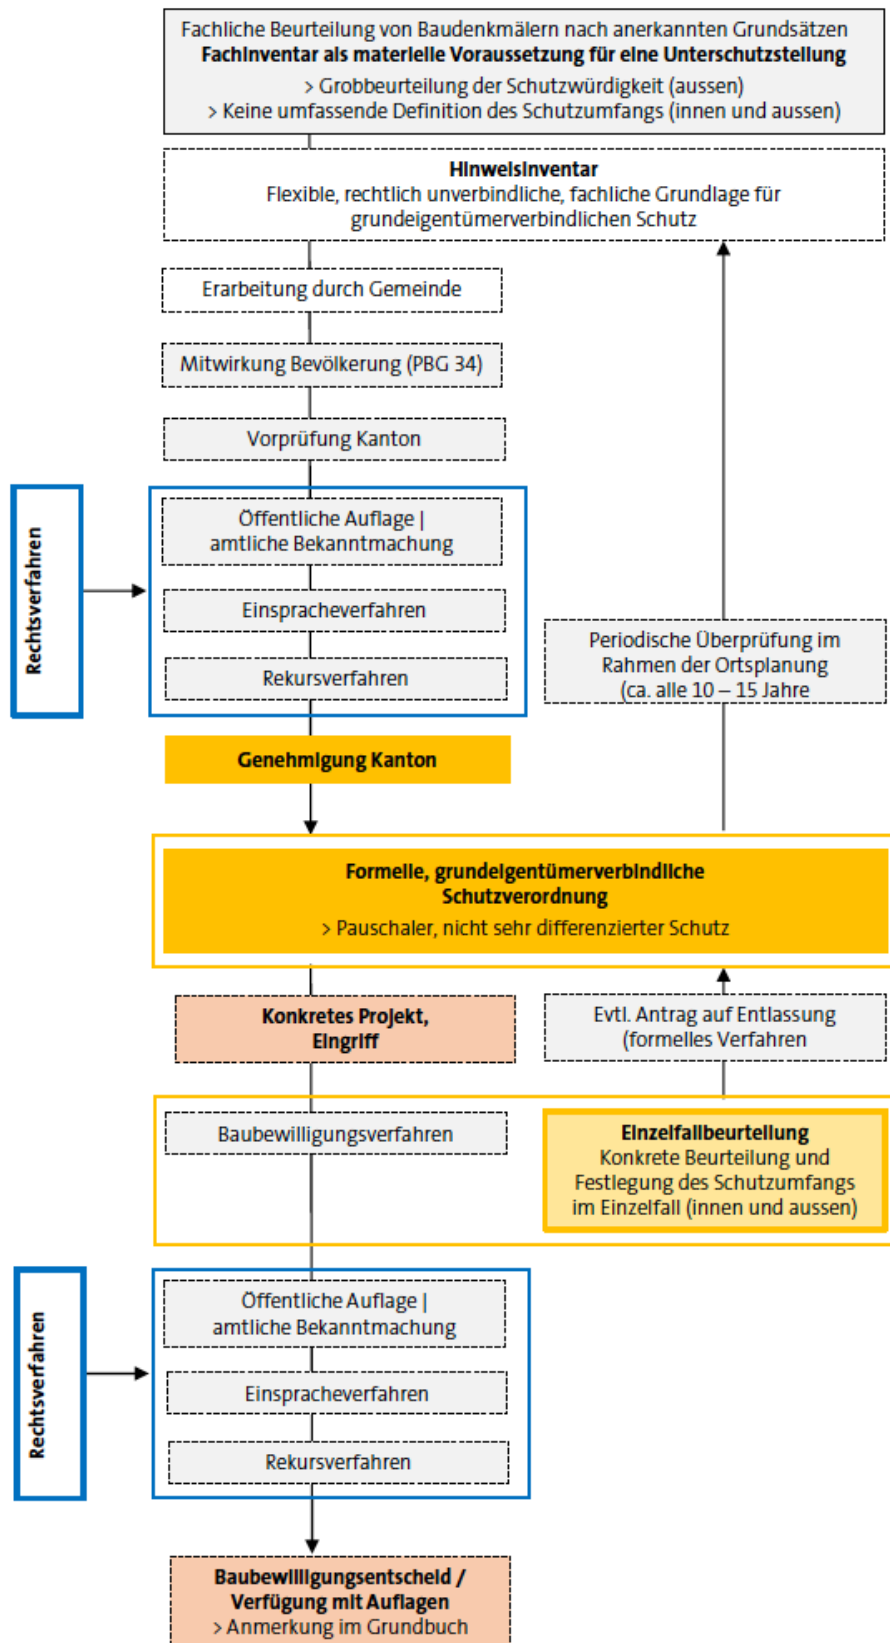 Fachliche Beurteilung von Baudenkmälern nach anerkannten Grundsätzen
Fachinventar als materielle Voraussetzung für eine Unterschutzstellung
> Grobbeurteilung der Schutzwürdigkeit (aussen)
> Keine umfassende Definition des Schutzumfangs (innen und aussen)
Hinweisinventar
Flexible, rechtlich unverbindliche, fachliche Grundlage für
grundeigentümerverbindlichen Schutz
Erarbeitung durch Gemeinde
Mitwirkung Bevölkerung (PBG 34)
Vorprüfung Kanton
Rechtsverfahren
Öffentliche Auflage |
amtliche Bekanntmachung
Einspracheverfahren
Rekursverfahren
Periodische Überprüfung im
Rahmen der Ortsplanung
(ca. alle 10 – 15 Jahre
Genehmigung Kanton
Formelle, grundeigentümerverbindliche
Schutzverordnung
> Pauschaler, nicht sehr differenzierter Schutz
Konkretes Projekt,
Eingriff
Evtl. Antrag auf Entlassung
(formelles Verfahren
Baubewilligungsverfahren
Einzelfallbeurteilung
Konkrete Beurteilung und
Festlegung des Schutzumfangs
im Einzelfall (innen und aussen)
Rechtsverfahren
Öffentliche Auflage |
amtliche Bekanntmachung
Einspracheverfahren
Rekursverfahren
Baubewilligungsentscheid /
Verfügung mit Auflagen
> Anmerkung im Grundbuch